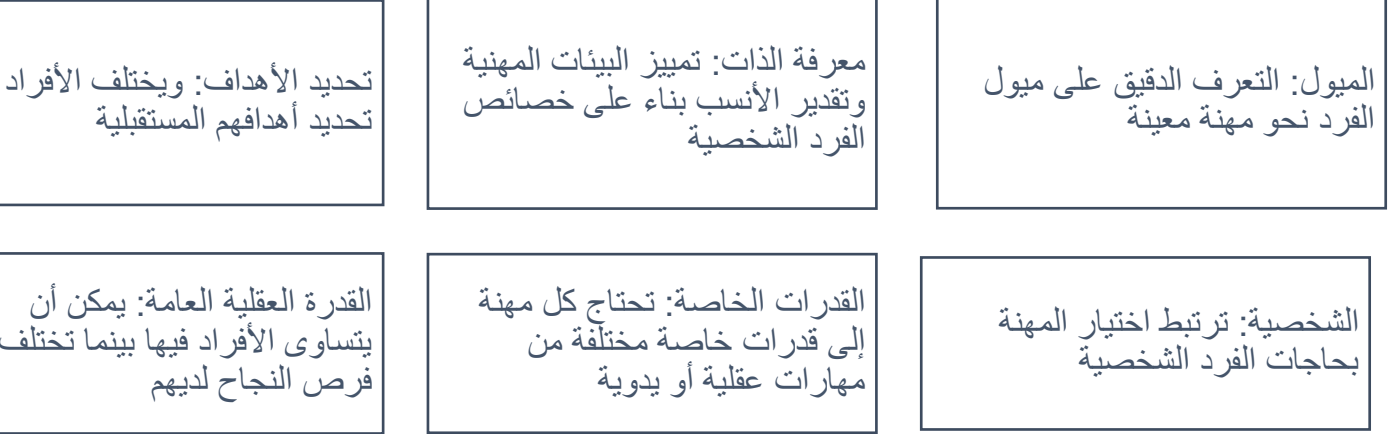 الميول: التعرف الدقيق على ميول
الفرد نحو مهنة معينة
معرفة الذات: تمييز البيئات المهنية
وتقدير الأنسب بناء على خصائص
الفرد الشخصية
تحديد الأهداف: ويختلف الأفراد
تحديد أهدافهم المستقبلية
الشخصية: ترتبط اختيار المهنة
بحاجات الفرد الشخصية
القدرات الخاصة: تحتاج كل مهنة
إلى قدرات خاصة مختلفة من
مهارات عقلية أو يدوية
القدرة العقلية العامة: يمكن أن
يتساوى الأفراد فيها بينما تختلف
فرص النجاح لديهم